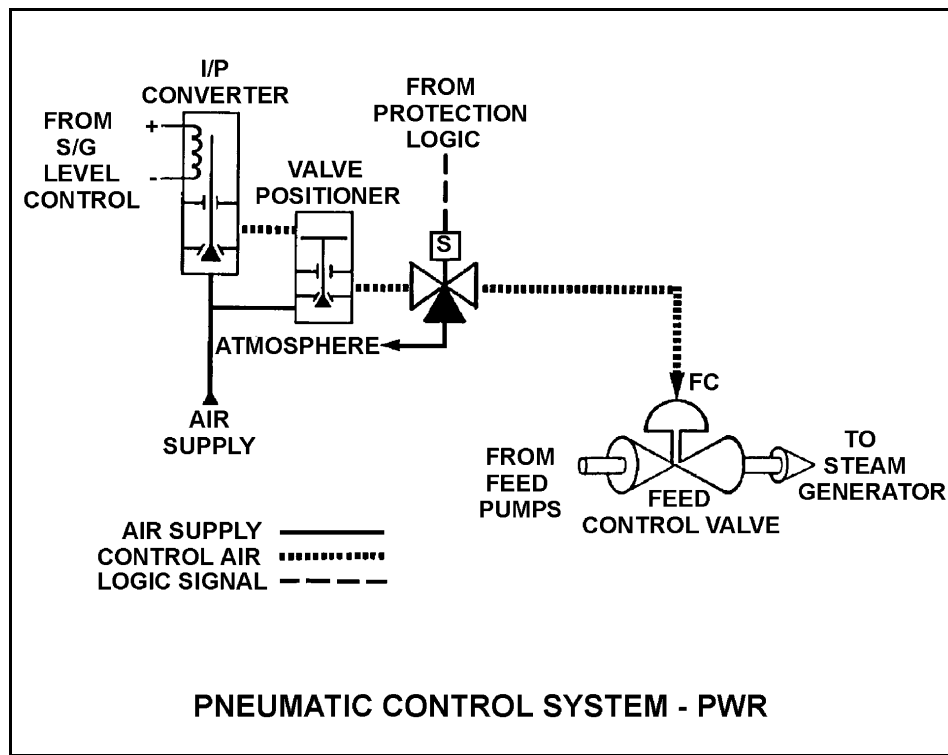 I/P
CONVERTER
FROM
S/G
LEVEL
CONTROL
+
-
VALVE
POSITIONER
FROM
PROTECTION
LOGIC
S
ATMOSPHERE
AIR
SUPPLY
FC
FROM
FEED
PUMPS
FEED
CONTROL VALVE
TO
STEAM
GENERATOR
AIR SUPPLY
CONTROL AIR
LOGIC SIGNAL
PNEUMATIC CONTROL SYSTEM - PWR